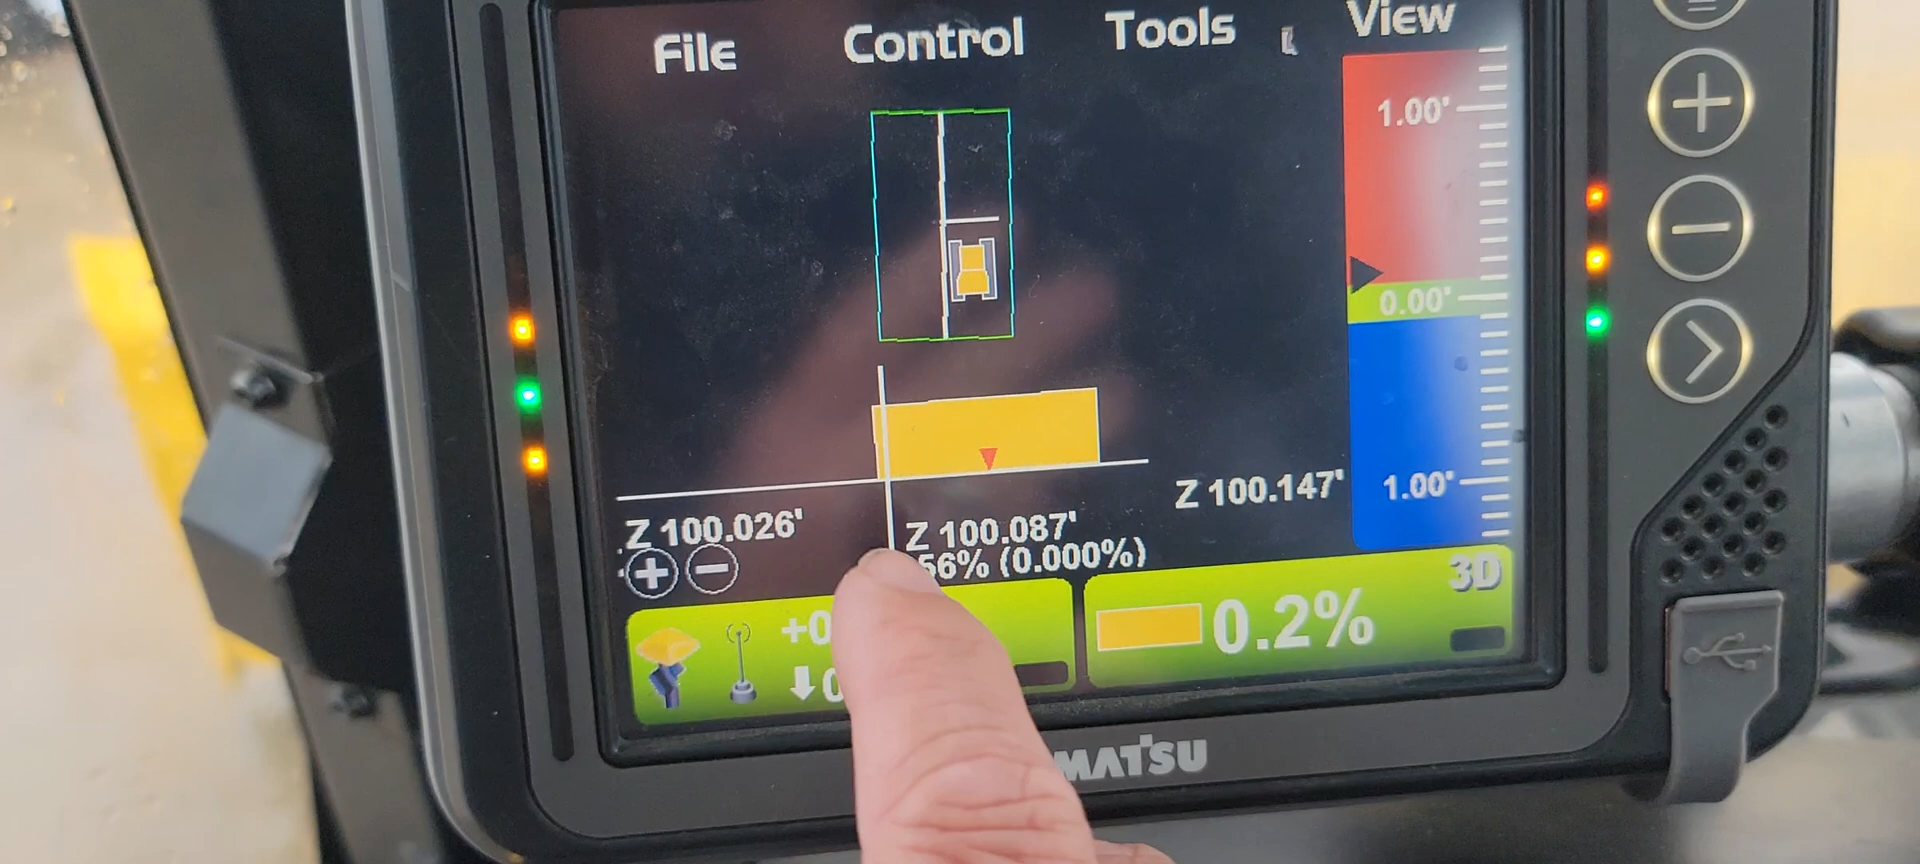 File Control Tools View
1.00'
0.00'
1.00'
Z 100.147'
Z 100.026'
Z 100.087'
56% (0.000%)
3D
+0
0.2%
MATSU